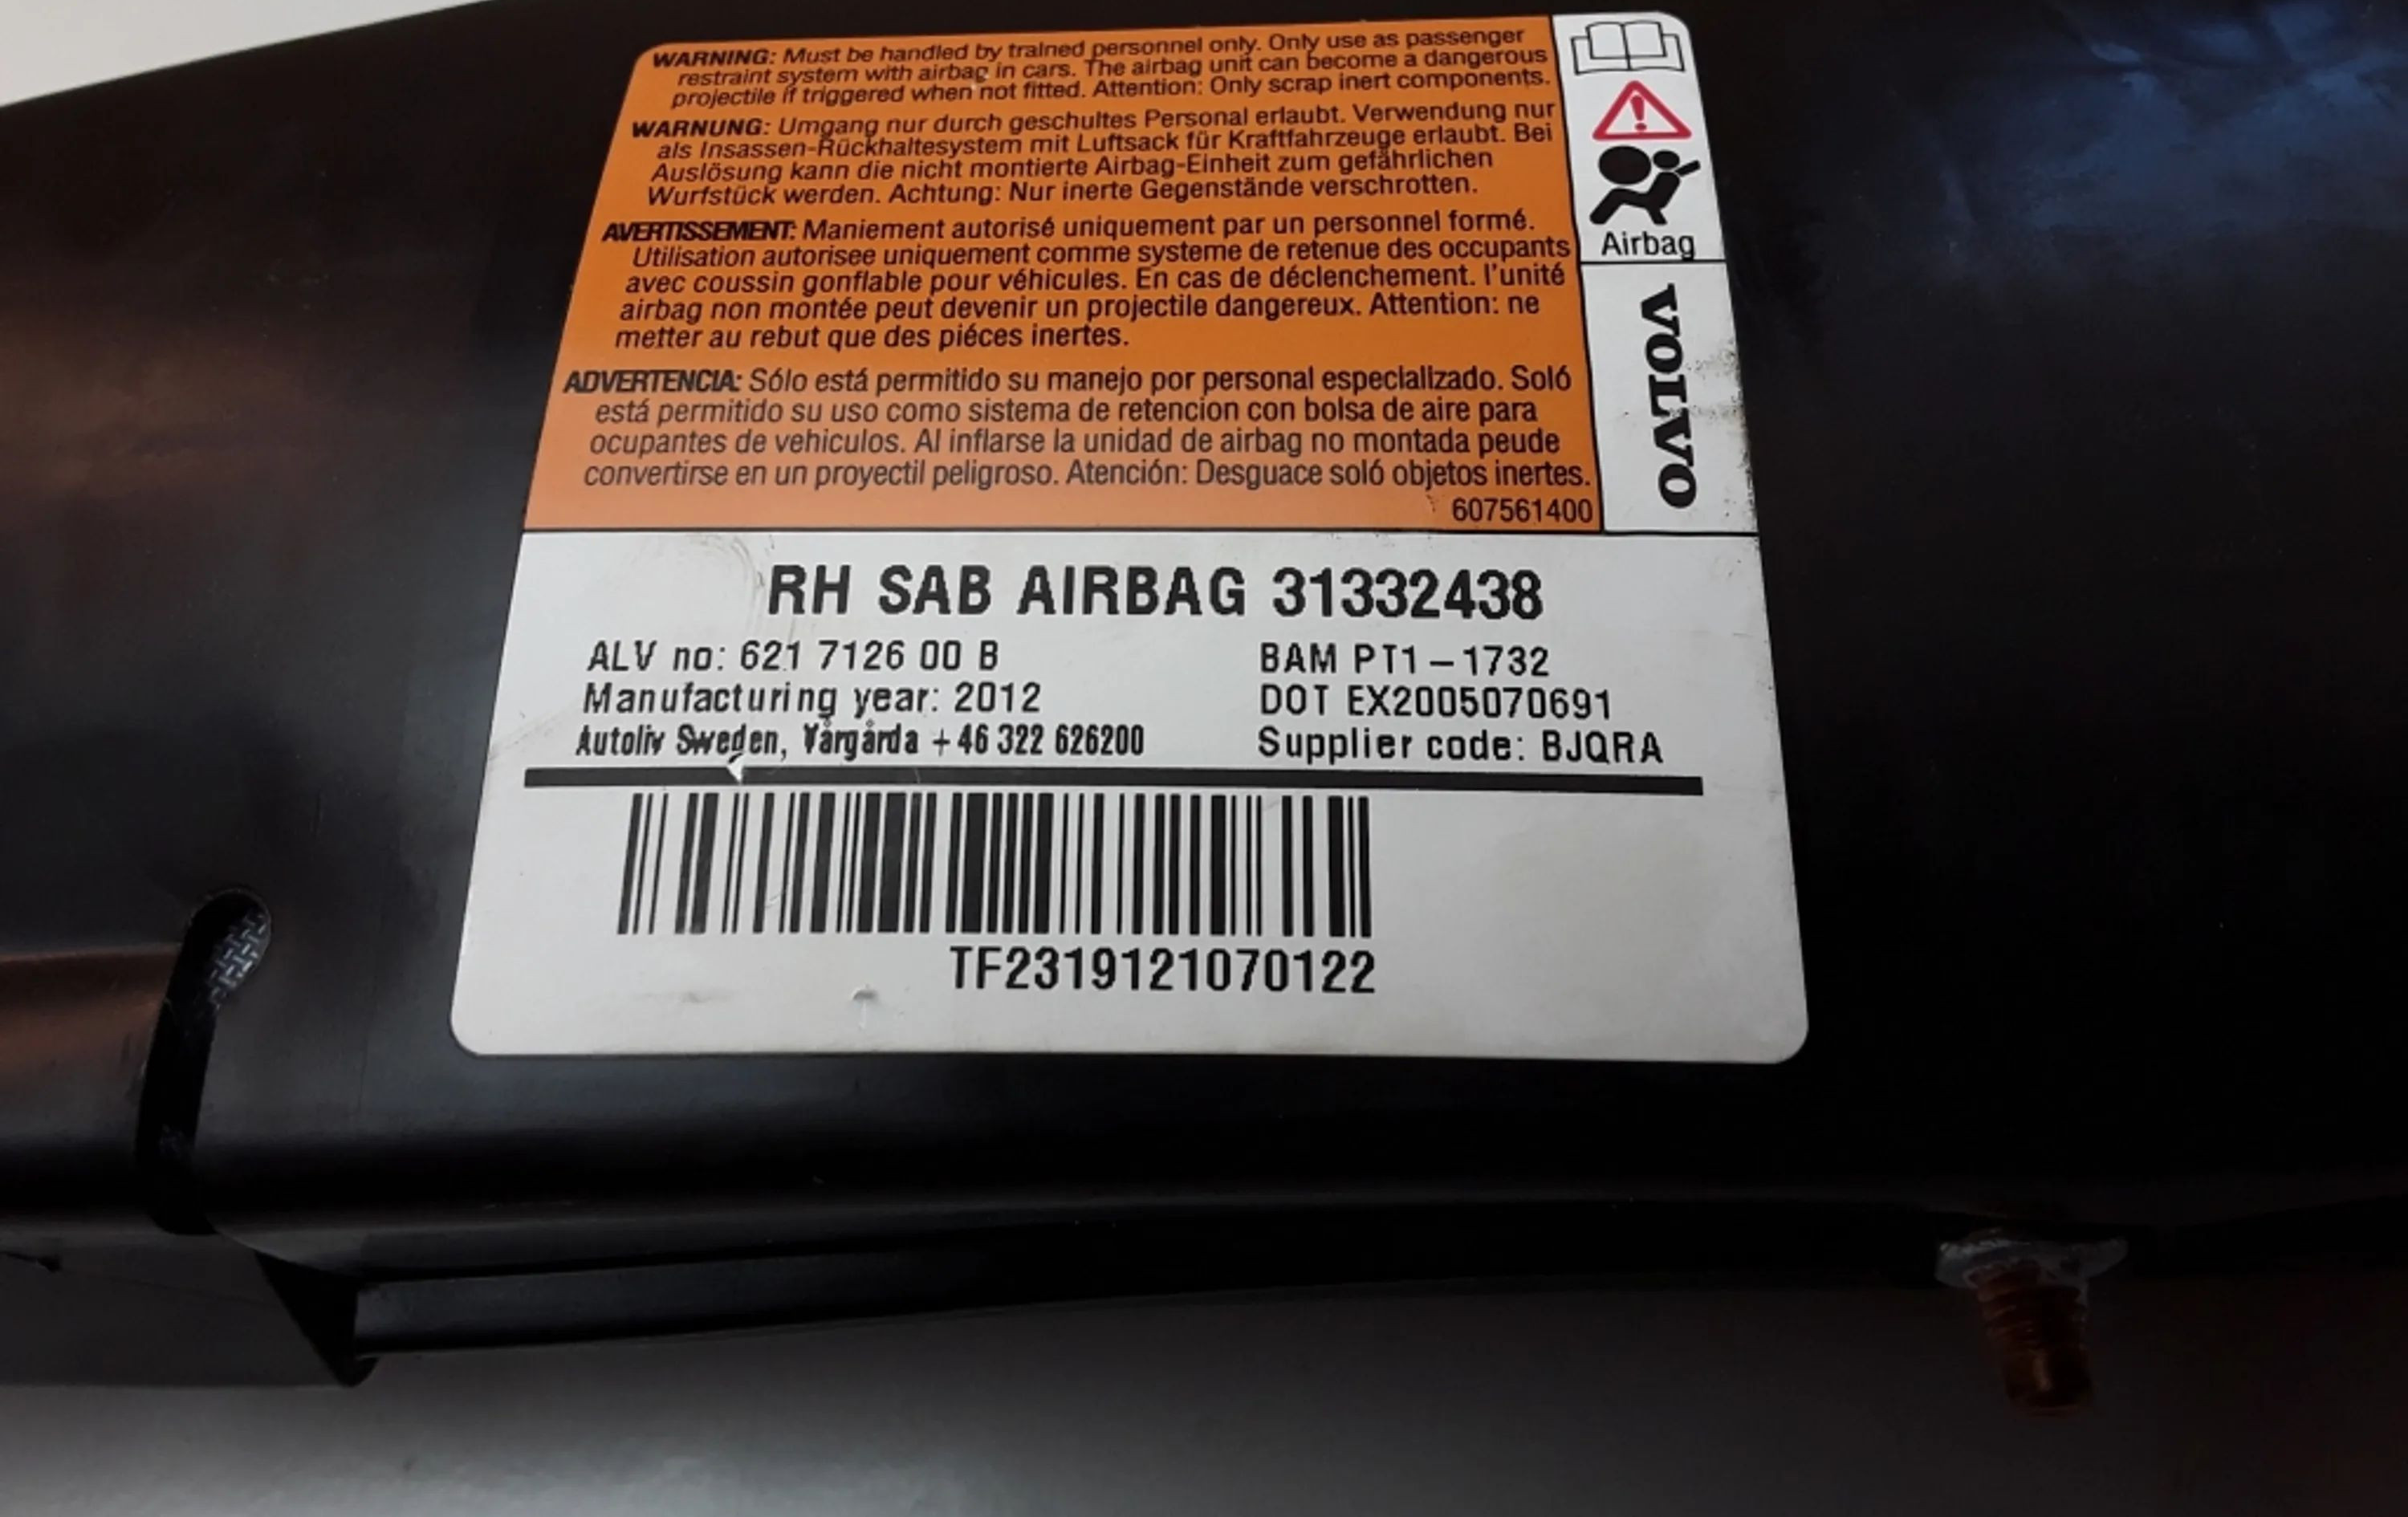 WARNING: Must be handled by trained personnel only. Only use as passenger
restraint system with airbag in cars. The airbag unit can become a dangerous
projectile if triggered when not fitted. Attention: Only scrap inert components.
WARNUNG: Umgang nur durch geschultes Personal erlaubt. Verwendung nur
als Insassen-Rückhaltesystem mit Luftsack für Kraftfahrzeuge erlaubt. Bei
Auslösung kann die nicht montierte Airbag-Einheit zum gefährlichen
Wurfstück werden. Achtung: Nur inerte Gegenstände verschrotten.
AVERTISSEMENT: Maniement autorisé uniquement par un personnel formé.
Utilisation autorisee uniquement comme systeme de retenue des occupants
avec coussin gonflable pour véhicules. En cas de déclenchement. l'unité
airbag non montée peut devenir un projectile dangereux. Attention: ne
metter au rebut que des piéces inertes.
ADVERTENCIA: Sólo está permitido su manejo por personal especializado. Soló
está permitido su uso como sistema de retencion con bolsa de aire para
ocupantes de vehiculos. Al inflarse la unidad de airbag no montada peude
convertirse en un proyectil peligroso. Atención: Desguace soló objetos inertes.
607561400
Airbag
VOLVO
RH SAB AIRBAG 31332438
ALV no: 621 7126 00 B
Manufacturing year: 2012
Autoliv Sweden, Vårgårda +46 322 626200
BAM PT1-1732
DOT EX2005070691
Supplier code: BJQRA
TF2319121070122